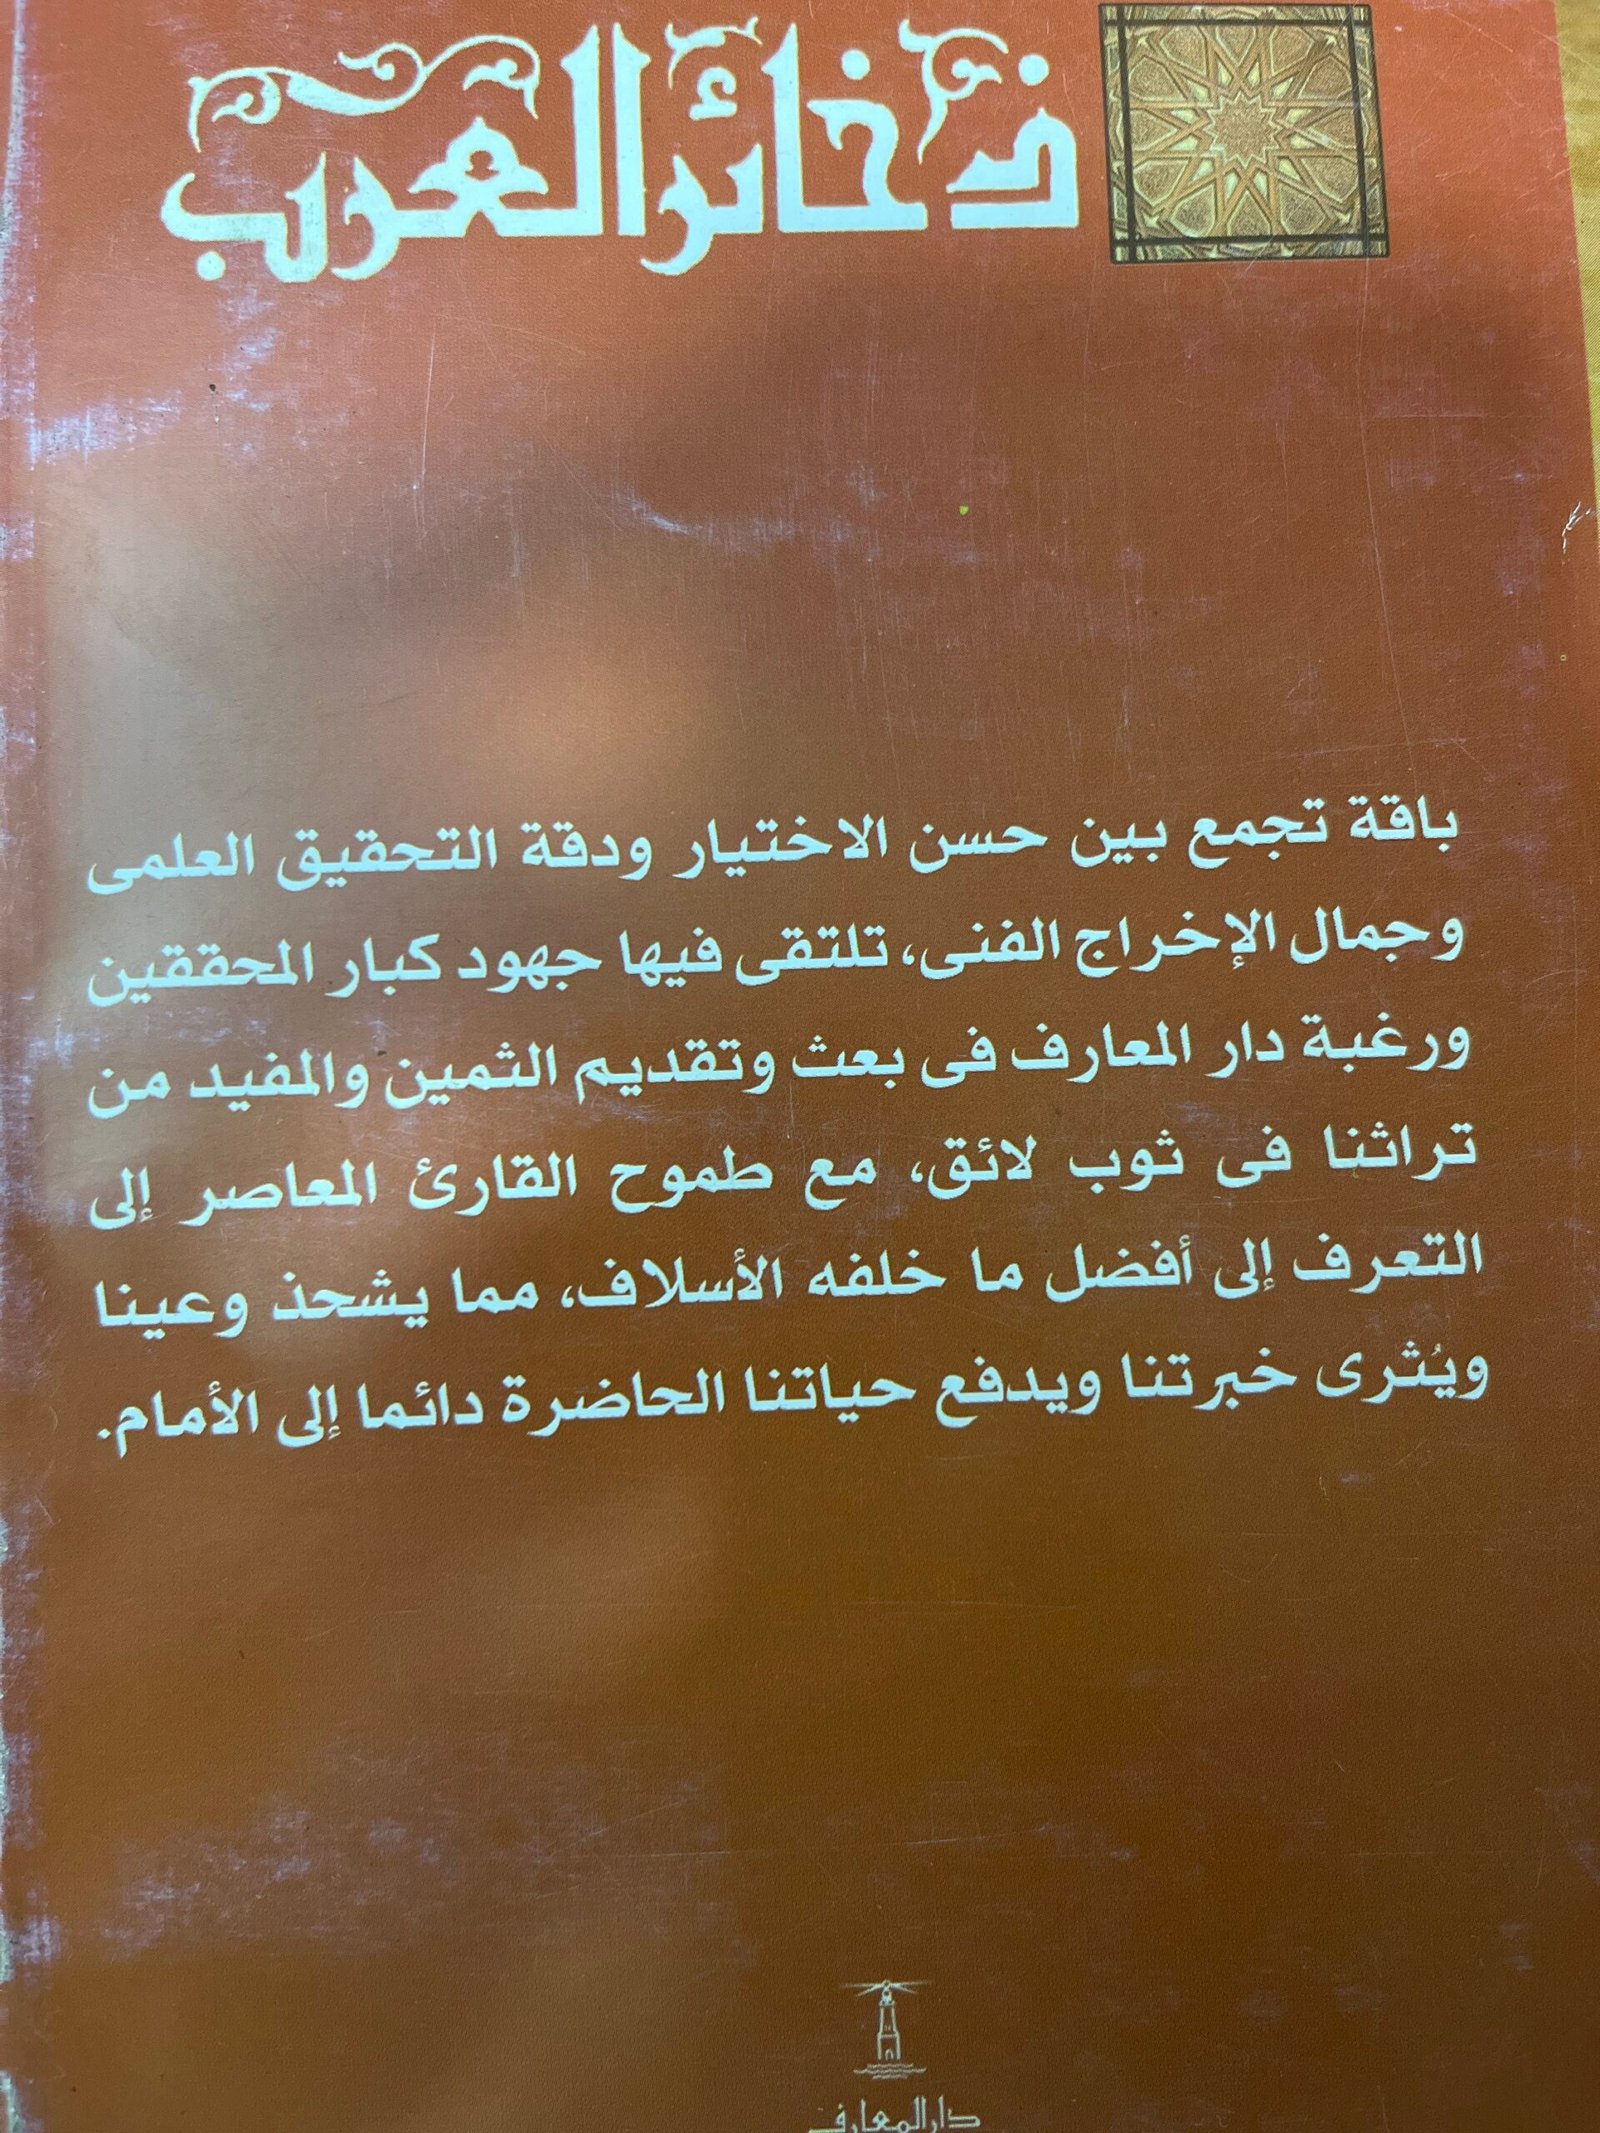 ذخائر العرب
باقة تجمع بين حسن الاختيار ودقة التحقيق العلمى
وجمال الإخراج الفنى، تلتقى فيها جهود كبار المحققين
ورغبة دار المعارف فى بعث وتقديم الثمين والمفيد من
تراثنا فى ثوب لائق، مع طموح القارئ المعاصر إلى
التعرف إلى أفضل ما خلفه الأسلاف، مما يشحذ وعينا
ويُثرى خبرتنا ويدفع حياتنا الحاضرة دائما إلى الأمام.
دار المعارف